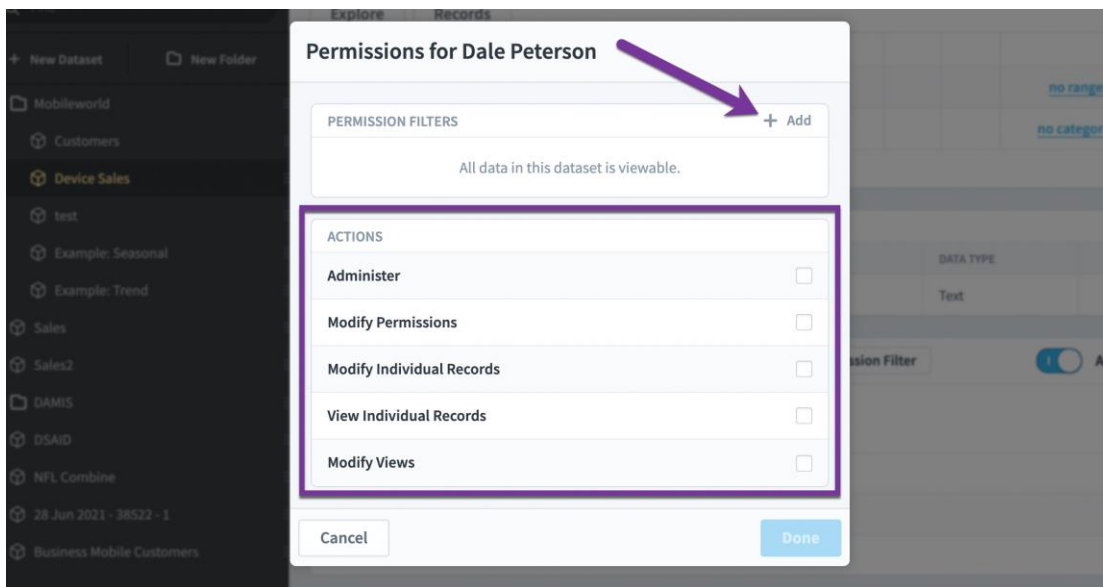 Explore Records
+ New Dataset New Folder
Mobileworld
Customers
Device Sales
test
Example: Seasonal
Example: Trend
Sales
Sales2
DAMIS
DSAID
NFL Combine
28 Jun 2021 - 38522 - 1
Business Mobile Customers
Permissions for Dale Peterson
PERMISSION FILTERS + Add
All data in this dataset is viewable.
ACTIONS
Administer
Modify Permissions
Modify Individual Records
View Individual Records
Modify Views
Cancel Done
no range
no categor
DATA TYPE
Text
ssion Filter
A